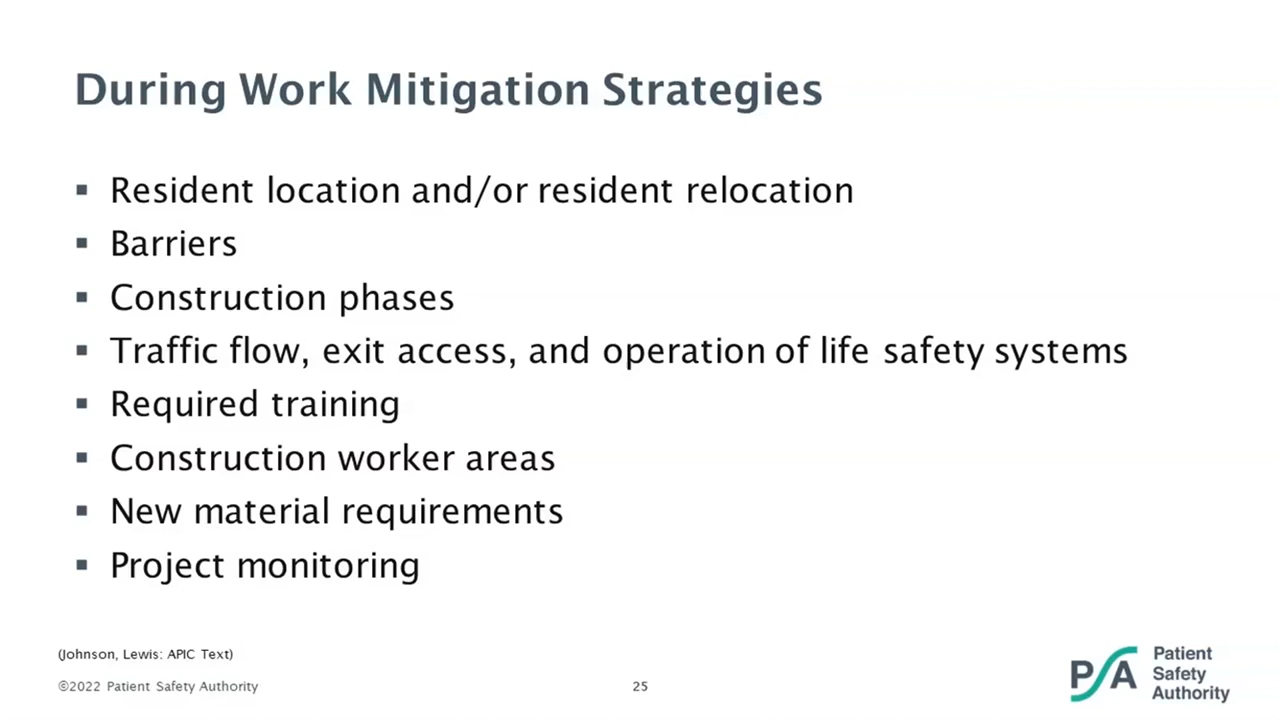 During Work Mitigation Strategies
▪ Resident location and/or resident relocation
▪ Barriers
▪ Construction phases
▪ Traffic flow, exit access, and operation of life safety systems
▪ Required training
▪ Construction worker areas
▪ New material requirements
▪ Project monitoring
(Johnson, Lewis: APIC Text)
©2022 Patient Safety Authority
25
PSA
Patient
Safety
Authority